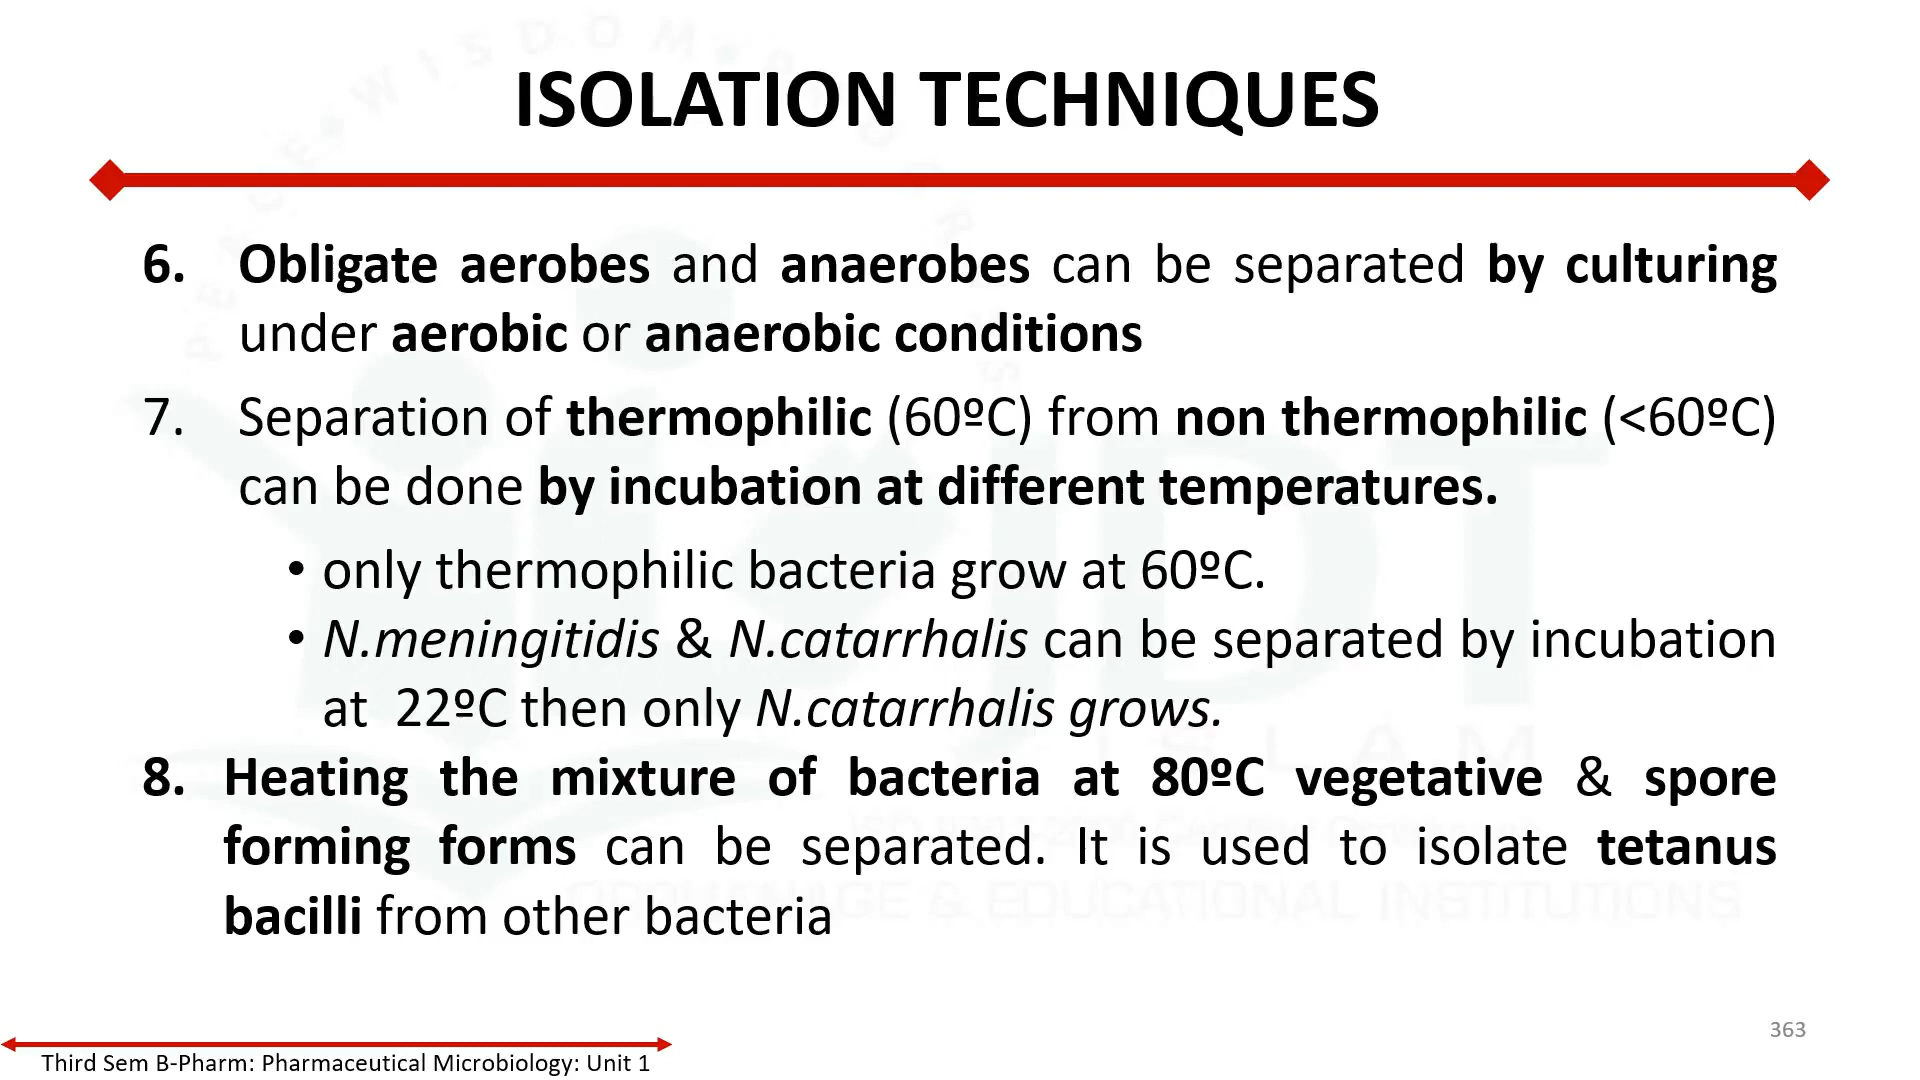 ISOLATION TECHNIQUES
6. Obligate aerobes and anaerobes can be separated by culturing
under aerobic or anaerobic conditions
7. Separation of thermophilic (60ºC) from non thermophilic (<60ºC)
can be done by incubation at different temperatures.
• only thermophilic bacteria grow at 60ºC.
• N.meningitidis & N.catarrhalis can be separated by incubation
at 22ºC then only N.catarrhalis grows.
8. Heating the mixture of bacteria at 80ºC vegetative & spore
forming forms can be separated. It is used to isolate tetanus
bacilli from other bacteria
363
Third Sem B-Pharm: Pharmaceutical Microbiology: Unit 1